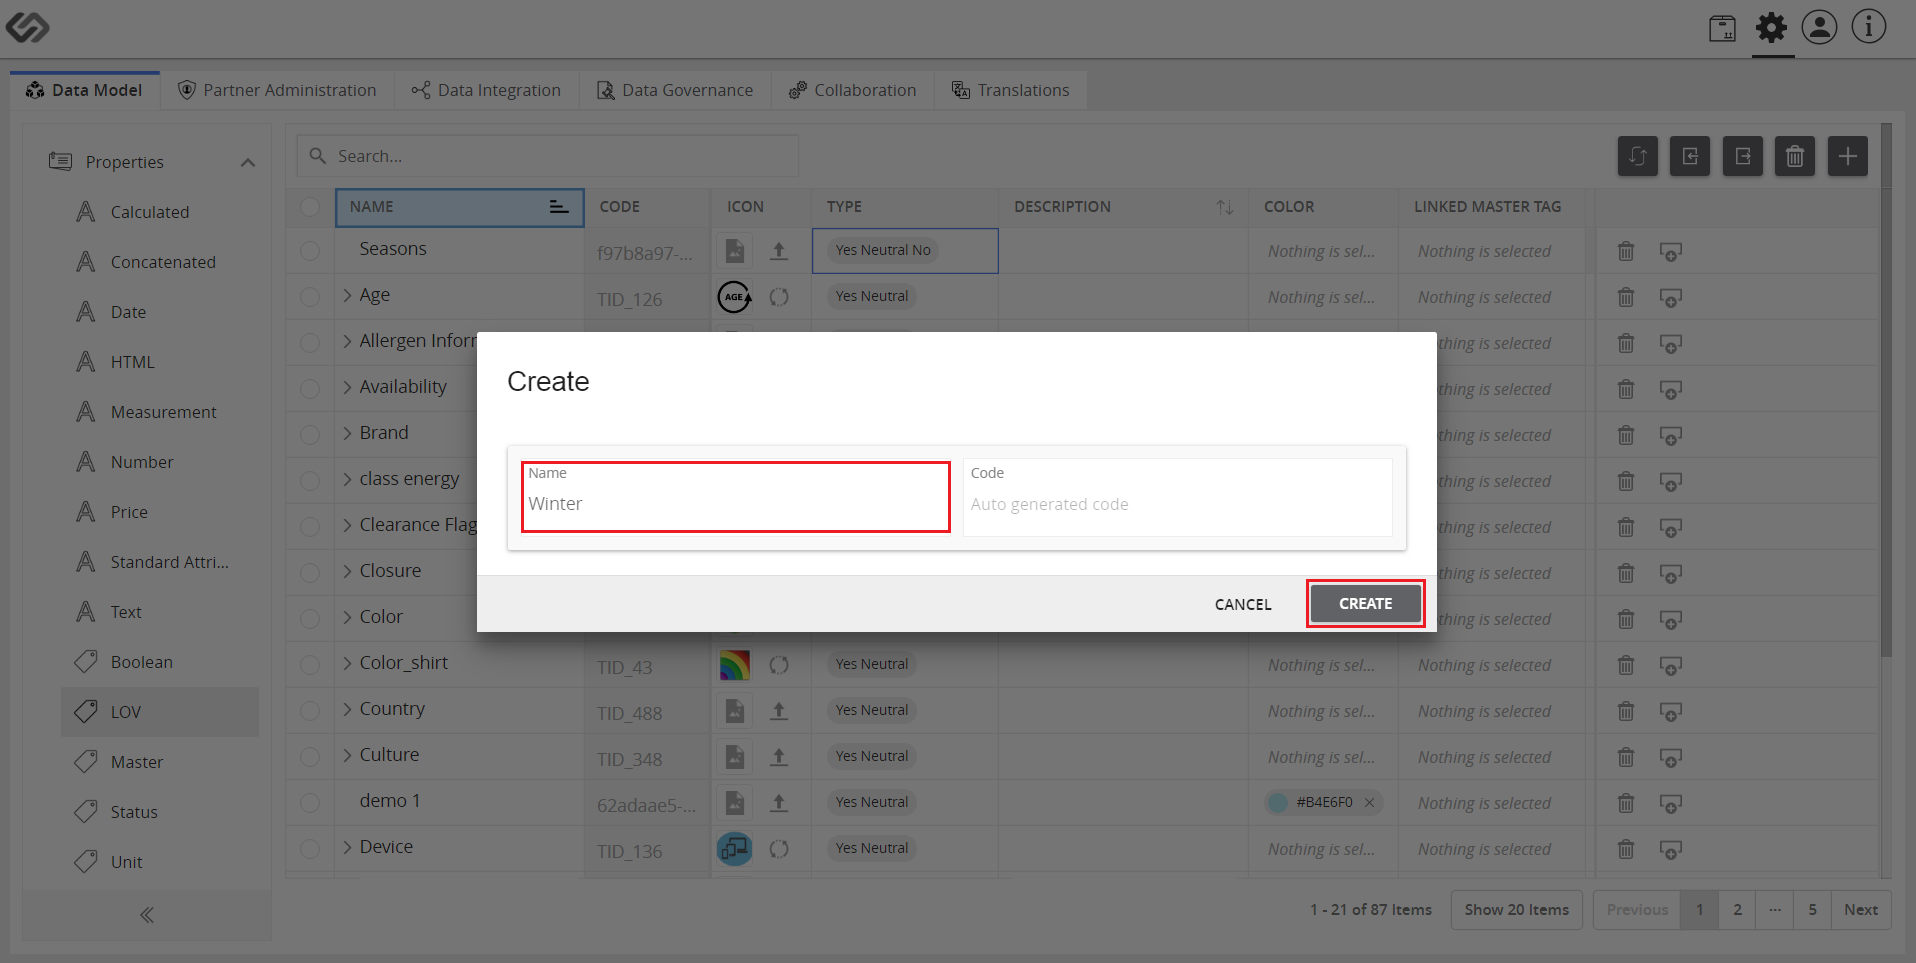 Data Model
Partner Administration
Data Integration
Data Governance
Collaboration
Translations
Properties
Calculated
Concatenated
Date
HTML
Measurement
Number
Price
Standard Attri...
Text
Boolean
LOV
Master
Status
Unit
Search...
NAME CODE ICON TYPE DESCRIPTION COLOR LINKED MASTER TAG
Seasons f97b8a97-... Yes Neutral No Nothing is sel... Nothing is selected
Age TID_126 AGE Yes Neutral Nothing is sel... Nothing is selected
Allergen Inforr thing is selected
Availability thing is selected
Brand thing is selected
class energy thing is selected
Clearance Flag thing is selected
Closure thing is selected
Color thing is selected
Color_shirt TID_43 Yes Neutral Nothing is sel... Nothing is selected
Country TID_488 Yes Neutral Nothing is sel... Nothing is selected
Culture TID_348 Yes Neutral Nothing is sel... Nothing is selected
demo 1 62adaae5-... Yes Neutral #B4E6F0 Nothing is selected
Device TID_136 Yes Neutral Nothing is sel... Nothing is selected
Create
Name
Winter
Code
Auto generated code
CANCEL CREATE
1 - 21 of 87 Items Show 20 Items Previous 1 2 ... 5 Next